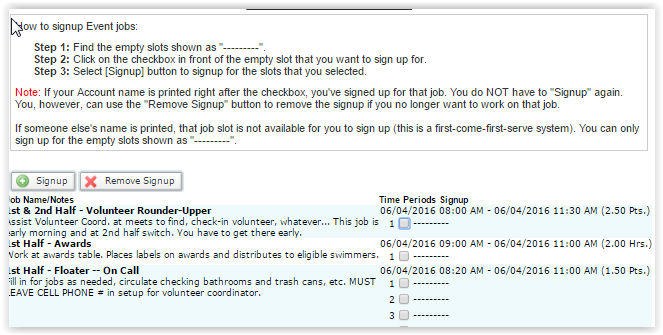 How to signup Event jobs:
Step 1: Find the empty slots shown as "---------".
Step 2: Click on the checkbox in front of the empty slot that you want to sign up for.
Step 3: Select [Signup] button to signup for the slots that you selected.
Note: If your Account name is printed right after the checkbox, you've signed up for that job. You do NOT have to "Signup" again.
You, however, can use the "Remove Signup" button to remove the signup if you no longer want to work on that job.
If someone else's name is printed, that job slot is not available for you to sign up (this is a first-come-first-serve system). You can only
sign up for the empty slots shown as "---------".
Signup Remove Signup
Job Name/Notes Time Periods Signup
1st & 2nd Half - Volunteer Rounder-Upper 06/04/2016 08:00 AM - 06/04/2016 11:30 AM (2.50 Pts.)
Assist Volunteer Coord. at meets to find, check-in volunteer, whatever... This job is 1 ---------
early morning and at 2nd half switch. You have to get there early.
1st Half - Awards 06/04/2016 09:00 AM - 06/04/2016 11:00 AM (2.00 Hrs.)
Work at awards table. Places labels on awards and distributes to eligible swimmers. 1 ---------
1st Half - Floater -- On Call 06/04/2016 08:20 AM - 06/04/2016 11:00 AM (1.50 Pts.)
Fill in for jobs as needed, circulate checking bathrooms and trash cans, etc. MUST 1 ---------
LEAVE CELL PHONE # in setup for volunteer coordinator.
2 ---------
3 ---------